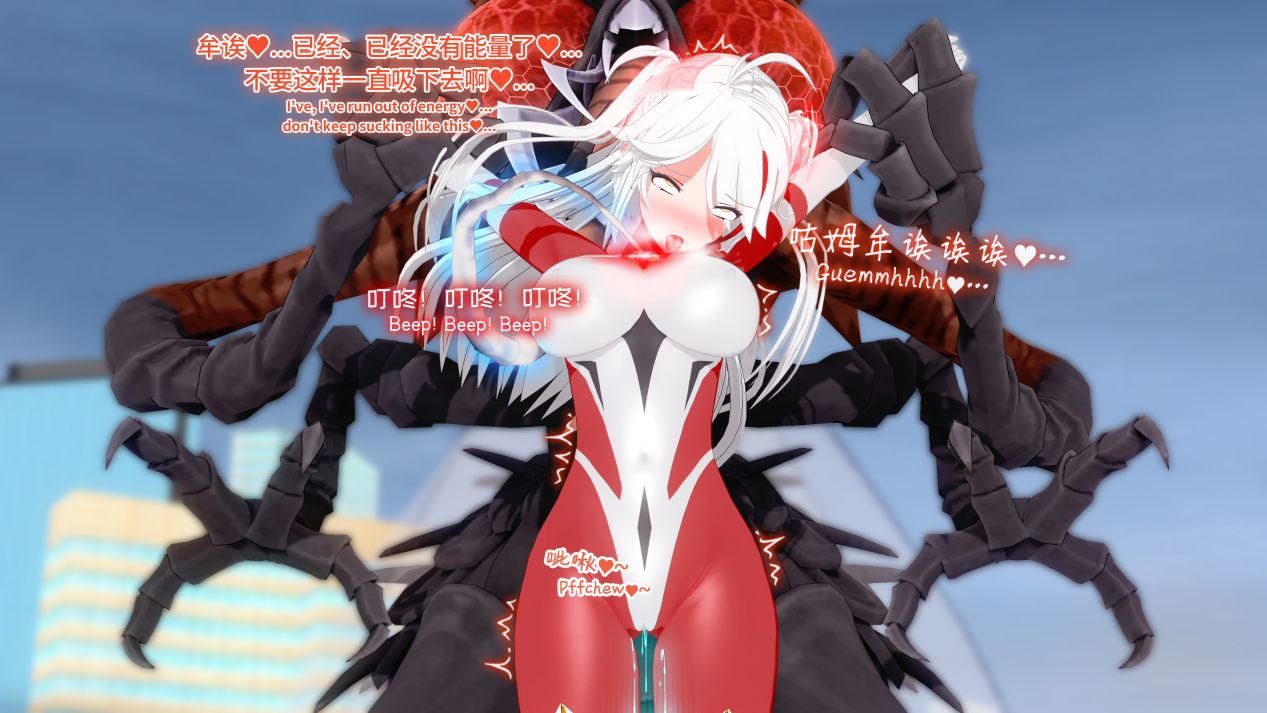 牟诶♥...已经、已经没有能量了♥...
不要这样一直吸下去啊♥...
I've, I've run out of energy♥...
don't keep sucking like this♥...
咕姆牟诶诶诶♥...
Guemmhhhh♥...
叮咚！叮咚！叮咚！
Beep! Beep! Beep!
呲啾♥~
Pffchew♥~